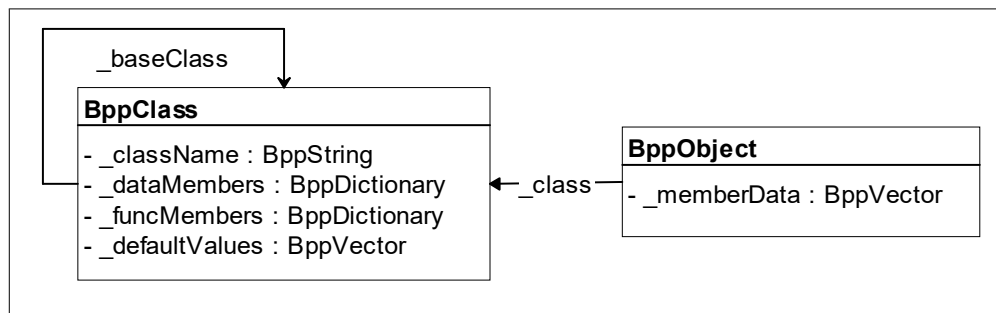 _baseClass
BppClass
- _className : BppString
- _dataMembers : BppDictionary
- _funcMembers : BppDictionary
- _defaultValues : BppVector
_class
BppObject
- _memberData : BppVector